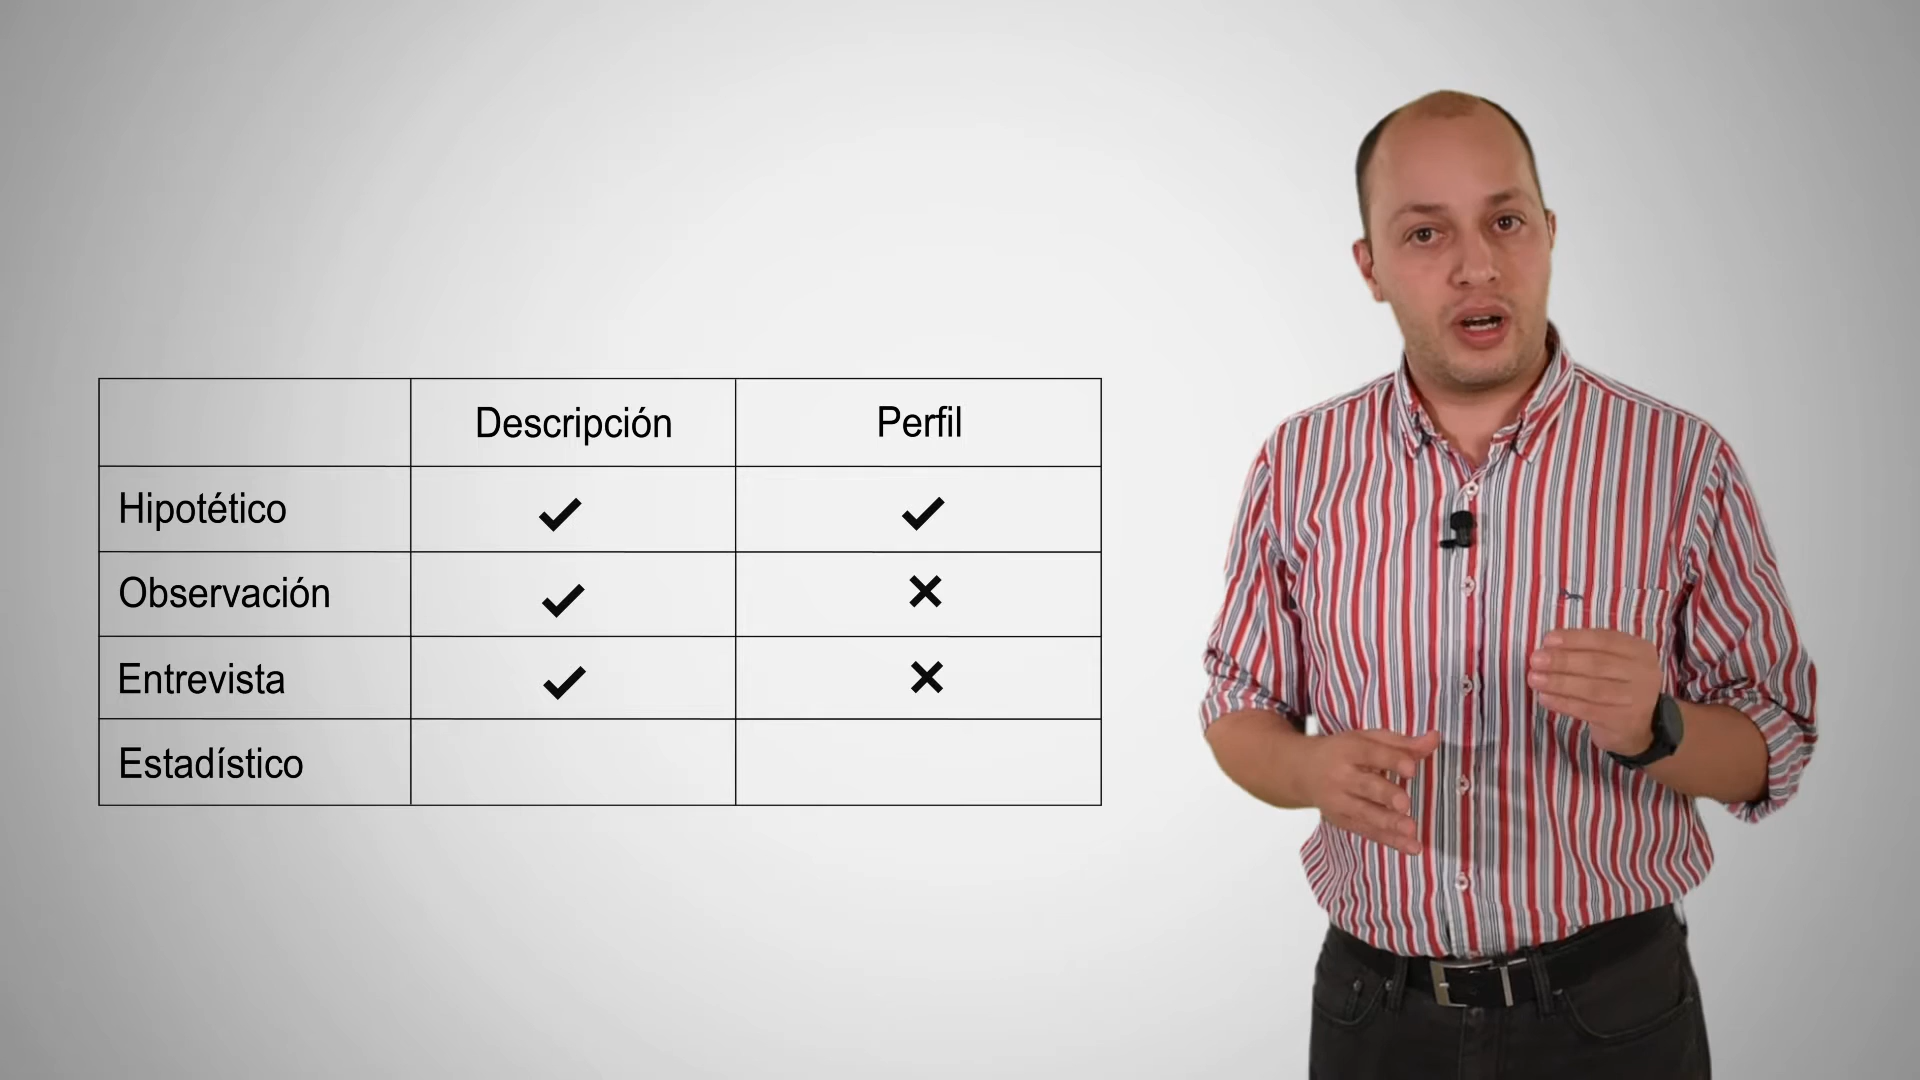 Descripción Perfil
Hipotético ✔ ✔
Observación ✔ ✕
Entrevista ✔ ✕
Estadístico